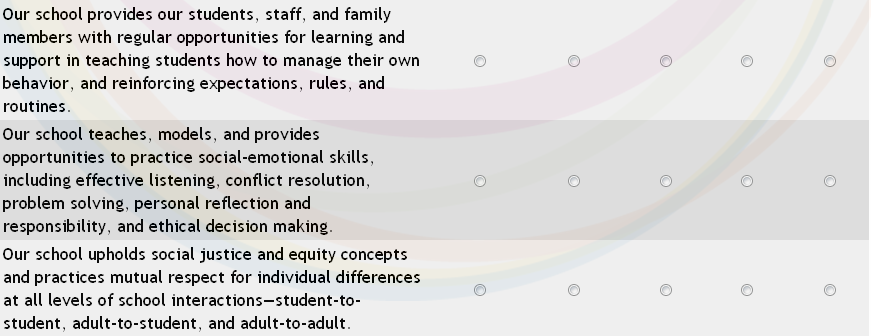 Our school provides our students, staff, and family
members with regular opportunities for learning and
support in teaching students how to manage their own
behavior, and reinforcing expectations, rules, and
routines.
Our school teaches, models, and provides
opportunities to practice social-emotional skills,
including effective listening, conflict resolution,
problem solving, personal reflection and
responsibility, and ethical decision making.
Our school upholds social justice and equity concepts
and practices mutual respect for individual differences
at all levels of school interactions—student-to-
student, adult-to-student, and adult-to-adult.